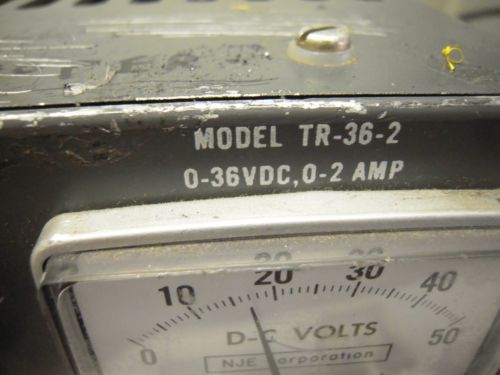 MODEL TR-36-2
0-36VDC, 0-2 AMP
0 10 20 30 40 50
D-C VOLTS
NJE Corporation